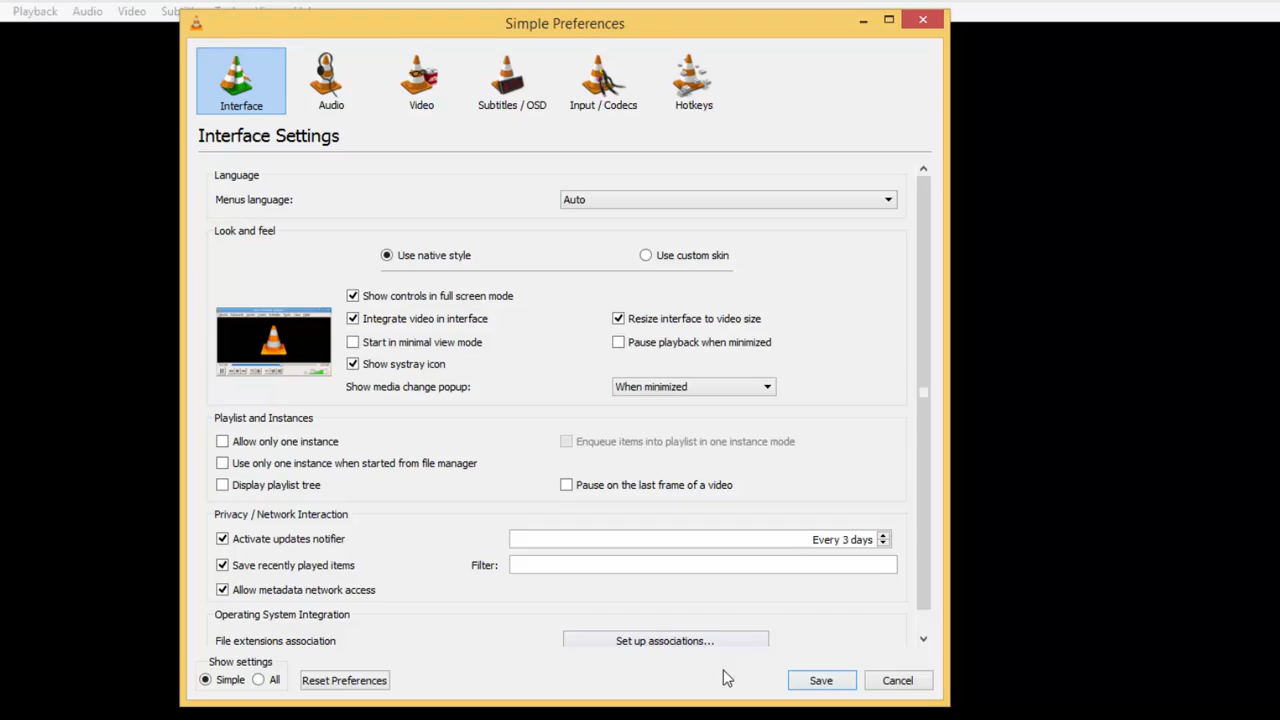 Playback Audio Video
Simple Preferences
Interface Audio Video Subtitles / OSD Input / Codecs Hotkeys
Interface Settings
Language
Menus language: Auto
Look and feel
Use native style Use custom skin
Show controls in full screen mode
Integrate video in interface Resize interface to video size
Start in minimal view mode Pause playback when minimized
Show systray icon
Show media change popup: When minimized
Playlist and Instances
Allow only one instance Enqueue items into playlist in one instance mode
Use only one instance when started from file manager
Display playlist tree Pause on the last frame of a video
Privacy / Network Interaction
Activate updates notifier Every 3 days
Save recently played items Filter:
Allow metadata network access
Operating System Integration
File extensions association Set up associations...
Show settings
Simple All Reset Preferences Save Cancel